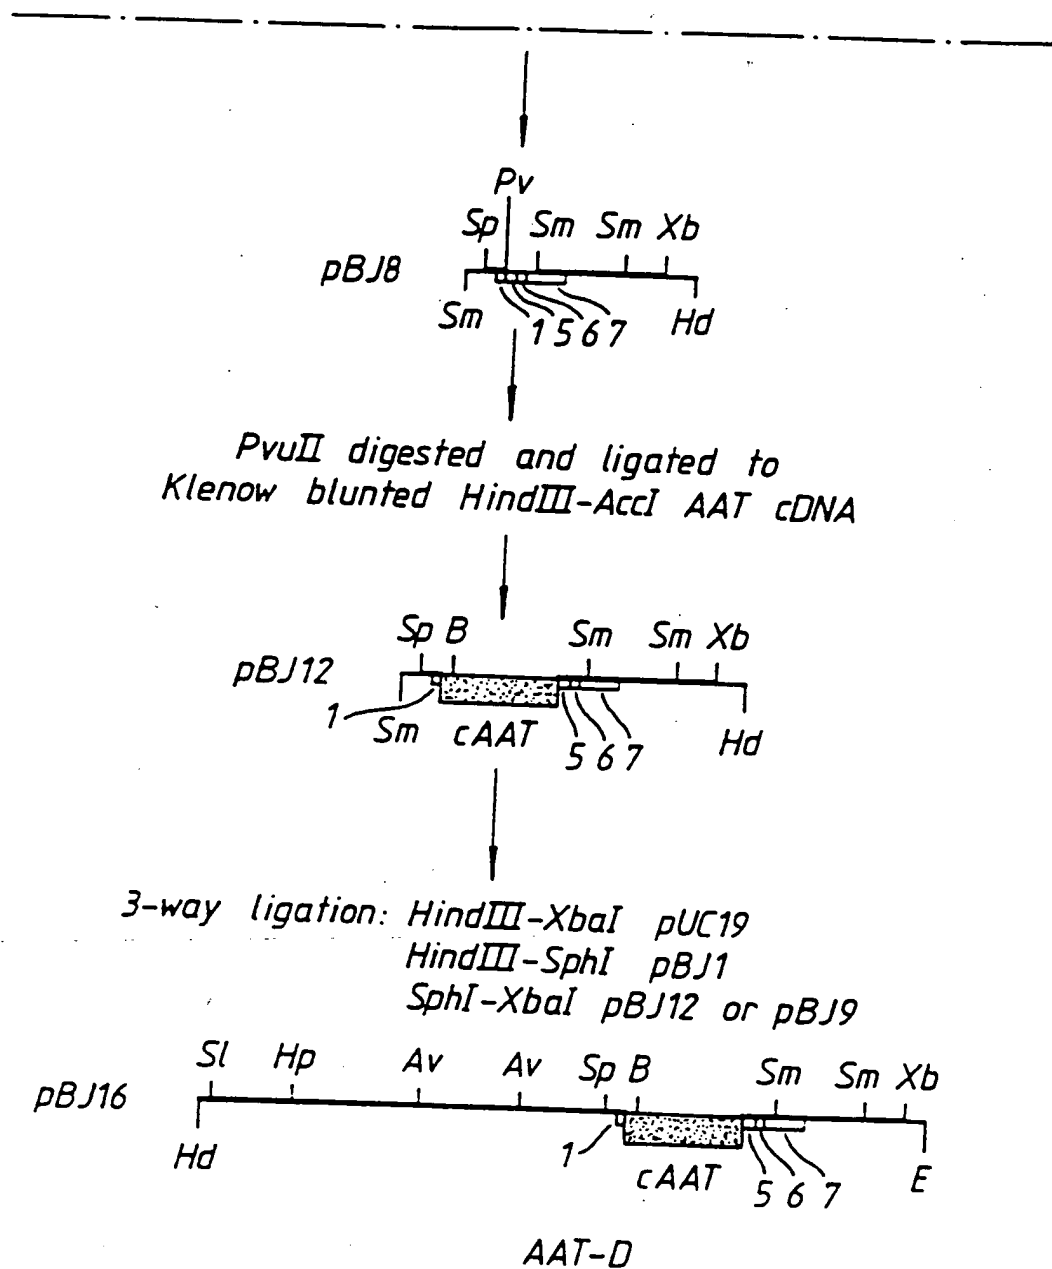 Pv
Sp Sm Sm Xb
pBJ8
Sm 1 5 6 7 Hd
PvuII digested and ligated to
Klenow blunted HindIII-AccI AAT cDNA
Sp B Sm Sm Xb
pBJ12
1 Sm cAAT 5 6 7 Hd
3-way ligation: HindIII-XbaI pUC19
HindIII-SphI pBJ1
SphI-XbaI pBJ12 or pBJ9
Sl Hp Av Av Sp B Sm Sm Xb
pBJ16
Hd 1 cAAT 5 6 7 E
AAT-D